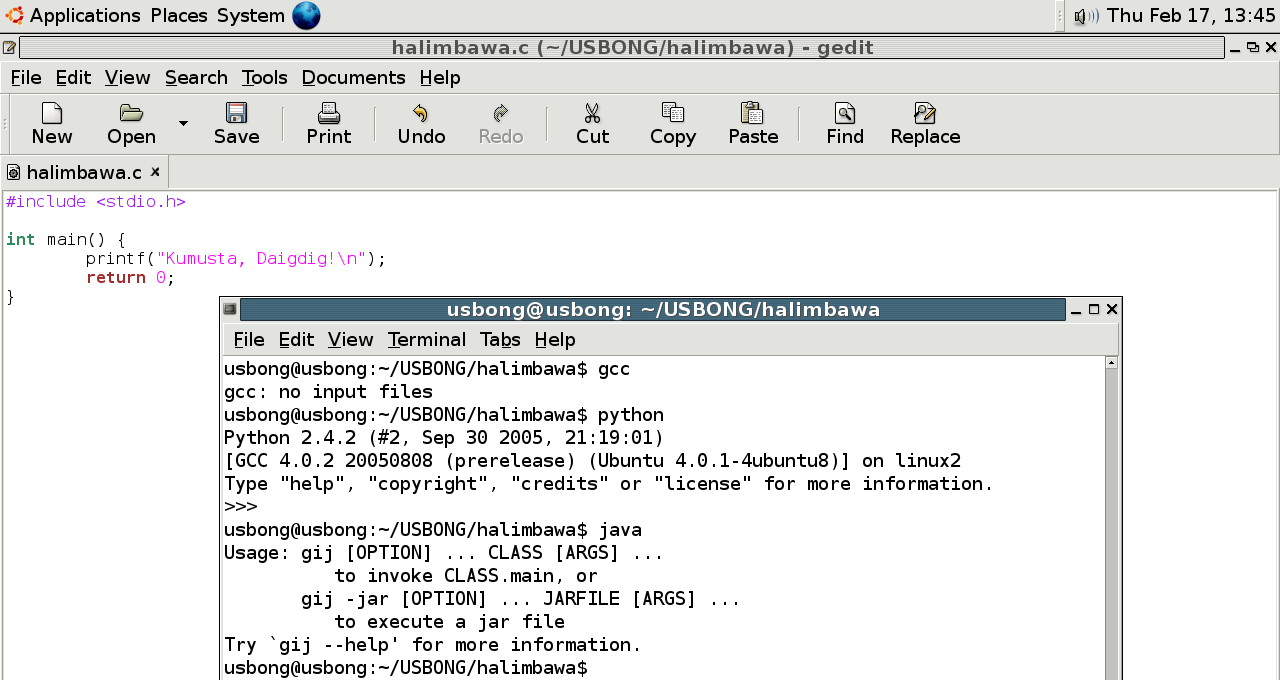 Applications Places System Thu Feb 17, 13:45
halimbawa.c (~/USBONG/halimbawa) - gedit
File Edit View Search Tools Documents Help
New Open Save Print Undo Redo Cut Copy Paste Find Replace
halimbawa.c
#include <stdio.h>
int main() {
printf("Kumusta, Daigdig!\n");
return 0;
}
usbong@usbong: ~/USBONG/halimbawa
File Edit View Terminal Tabs Help
usbong@usbong:~/USBONG/halimbawa$ gcc
gcc: no input files
usbong@usbong:~/USBONG/halimbawa$ python
Python 2.4.2 (#2, Sep 30 2005, 21:19:01)
[GCC 4.0.2 20050808 (prerelease) (Ubuntu 4.0.1-4ubuntu8)] on linux2
Type "help", "copyright", "credits" or "license" for more information.
>>>
usbong@usbong:~/USBONG/halimbawa$ java
Usage: gij [OPTION] ... CLASS [ARGS] ...
to invoke CLASS.main, or
gij -jar [OPTION] ... JARFILE [ARGS] ...
to execute a jar file
Try `gij --help' for more information.
usbong@usbong:~/USBONG/halimbawa$